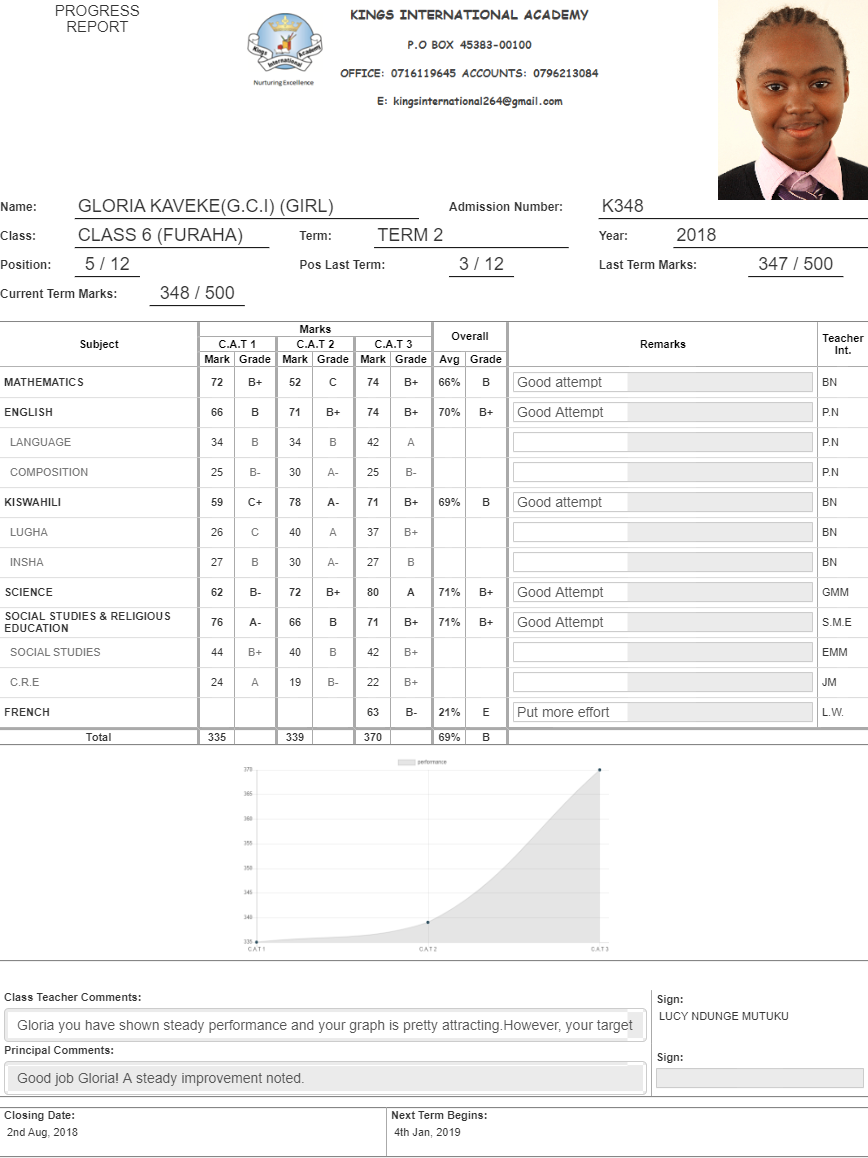 PROGRESS
REPORT
KINGS INTERNATIONAL ACADEMY
P.O BOX 45383-00100
OFFICE: 0716119645 ACCOUNTS: 0796213084
E: kingsinternational264@gmail.com
Kings International Academy
Nurturing Excellence
Name: GLORIA KAVEKE(G.C.I) (GIRL) Admission Number: K348
Class: CLASS 6 (FURAHA) Term: TERM 2 Year: 2018
Position: 5 / 12 Pos Last Term: 3 / 12 Last Term Marks: 347 / 500
Current Term Marks: 348 / 500
Subject Marks Overall Remarks Teacher Int.
C.A.T 1 C.A.T 2 C.A.T 3
Mark Grade Mark Grade Mark Grade Avg Grade
MATHEMATICS 72 B+ 52 C 74 B+ 66% B Good attempt BN
ENGLISH 66 B 71 B+ 74 B+ 70% B+ Good Attempt P.N
LANGUAGE 34 B 34 B 42 A P.N
COMPOSITION 25 B- 30 A- 25 B- P.N
KISWAHILI 59 C+ 78 A- 71 B+ 69% B Good attempt BN
LUGHA 26 C 40 A 37 B+ BN
INSHA 27 B 30 A- 27 B BN
SCIENCE 62 B- 72 B+ 80 A 71% B+ Good Attempt GMM
SOCIAL STUDIES & RELIGIOUS
EDUCATION 76 A- 66 B 71 B+ 71% B+ Good Attempt S.M.E
SOCIAL STUDIES 44 B+ 40 B 42 B+ EMM
C.R.E 24 A 19 B- 22 B+ JM
FRENCH 63 B- 21% E Put more effort L.W.
Total 335 339 370 69% B
performance
370
365
360
355
350
345
340
335
CAT1 CAT2 CAT3
Class Teacher Comments:
Gloria you have shown steady performance and your graph is pretty attracting.However, your target
Sign:
LUCY NDUNGE MUTUKU
Principal Comments:
Good job Gloria! A steady improvement noted.
Sign:
Closing Date: Next Term Begins:
2nd Aug, 2018 4th Jan, 2019